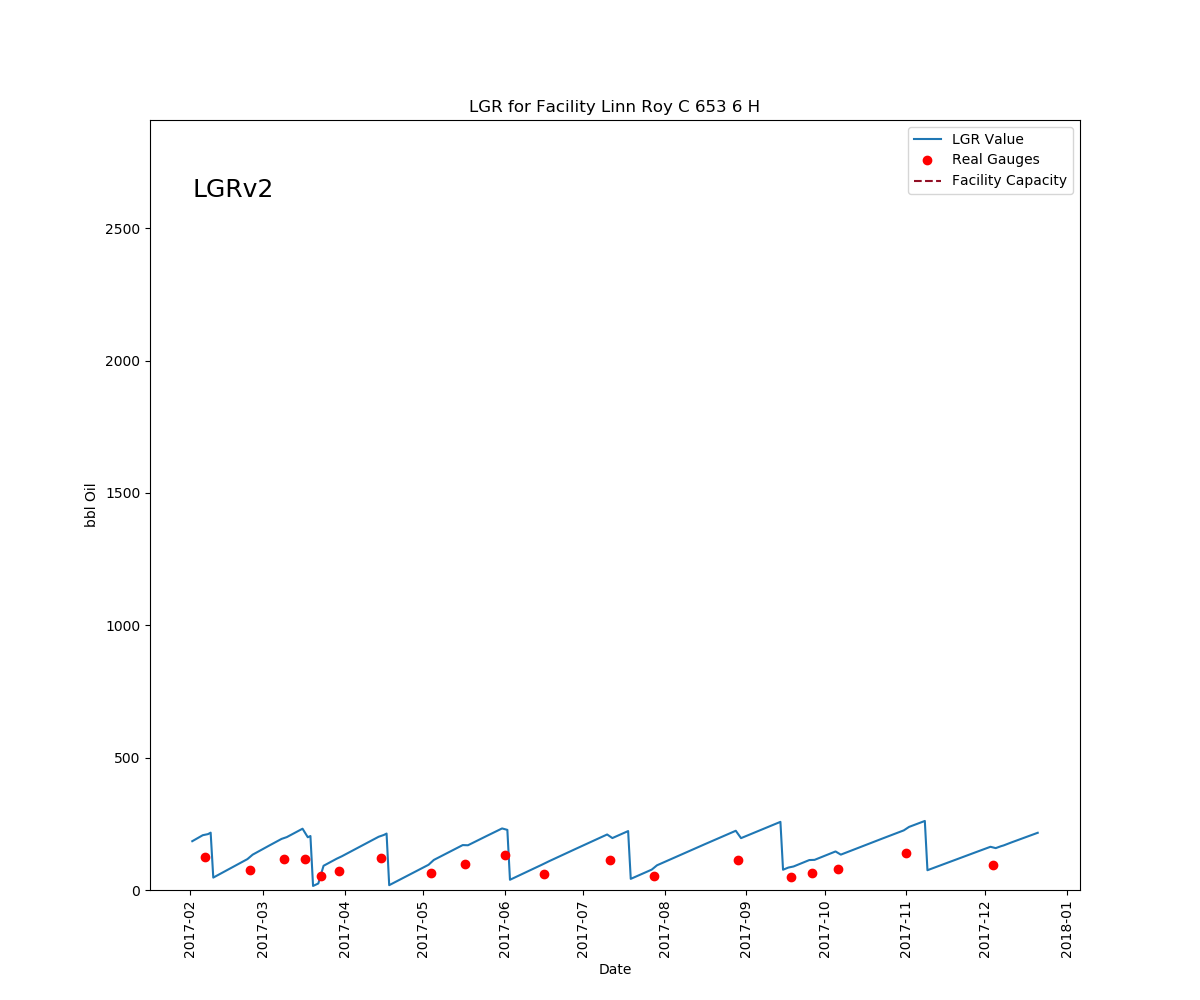 LGR for Facility Linn Roy C 653 6 H
LGR Value
Real Gauges
Facility Capacity
LGRv2
2500
2000
1500
1000
500
0
bbl Oil
2017-02
2017-03
2017-04
2017-05
2017-06
2017-07
2017-08
2017-09
2017-10
2017-11
2017-12
2018-01
Date